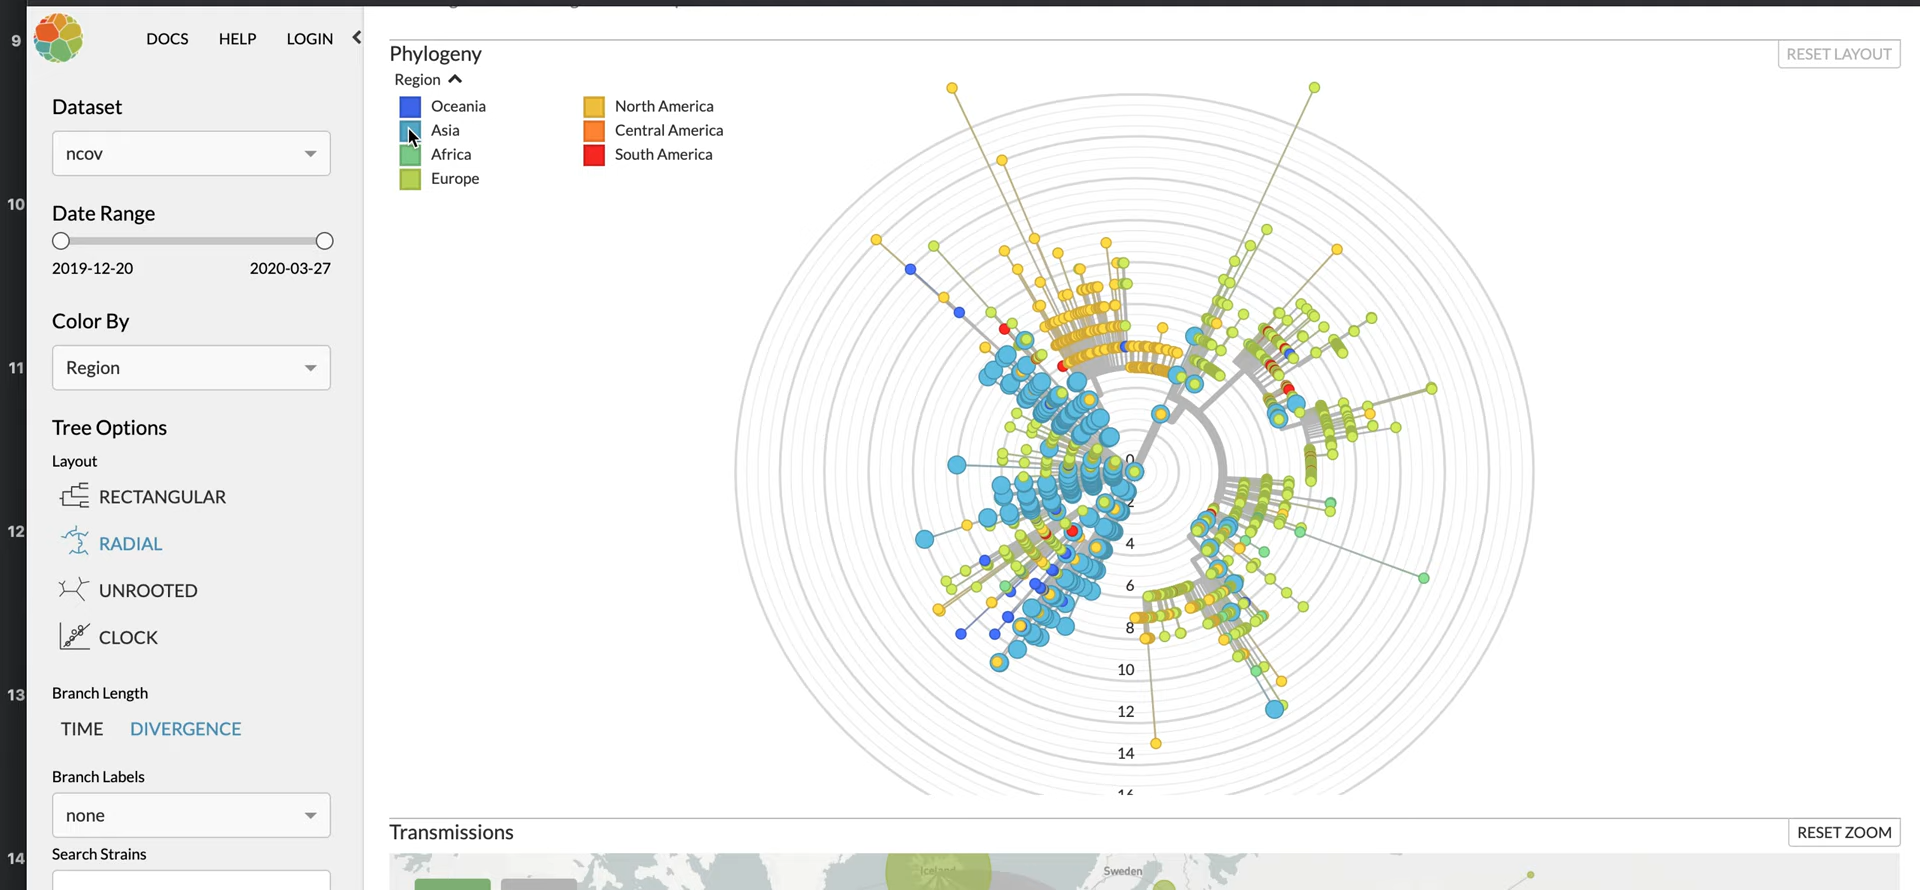 9
10
11
12
13
14
DOCS HELP LOGIN
Dataset
ncov
Date Range
2019-12-20 2020-03-27
Color By
Region
Tree Options
Layout
RECTANGULAR
RADIAL
UNROOTED
CLOCK
Branch Length
TIME DIVERGENCE
Branch Labels
none
Search Strains
Phylogeny
RESET LAYOUT
Region
Oceania
Asia
Africa
Europe
North America
Central America
South America
0
2
4
6
8
10
12
14
16
Transmissions
RESET ZOOM
Iceland
Sweden